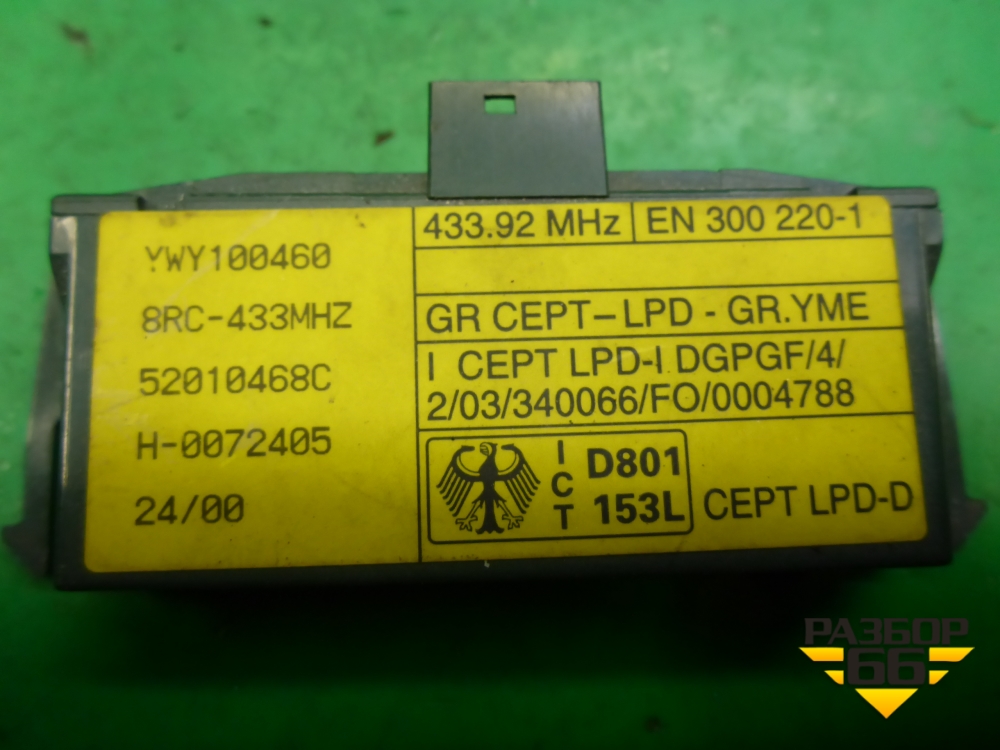 YWY100460
8RC-433MHZ
52010468C
H-0072405
24/00
433.92 MHz
EN 300 220-1
GR CEPT-LPD - GR.YME
I CEPT LPD-I DGPGF/4/
2/03/340066/FO/0004788
ICT
D801
153L
CEPT LPD-D
РАЗБОР
66